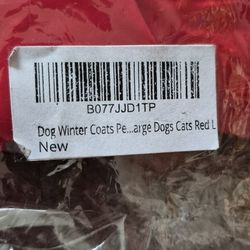 B077JJD1TP
Dog Winter Coats Pe...arge Dogs Cats Red L
New